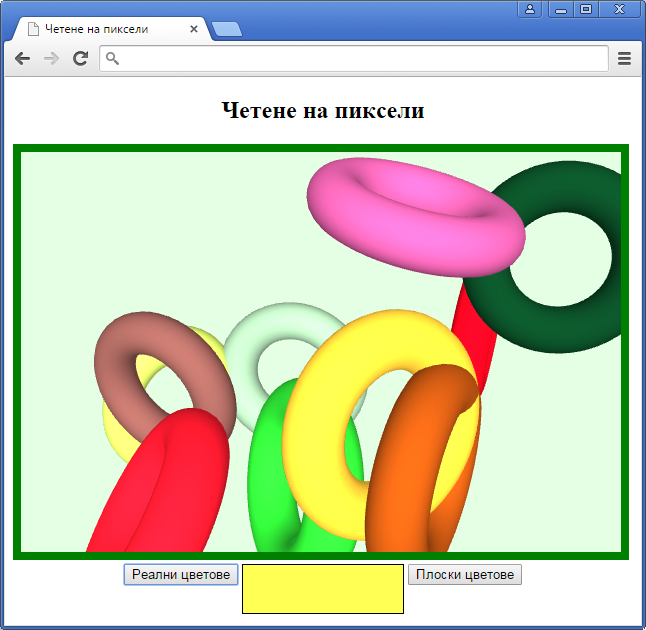 Четене на пиксели
Четене на пиксели
Реални цветове
Плоски цветове